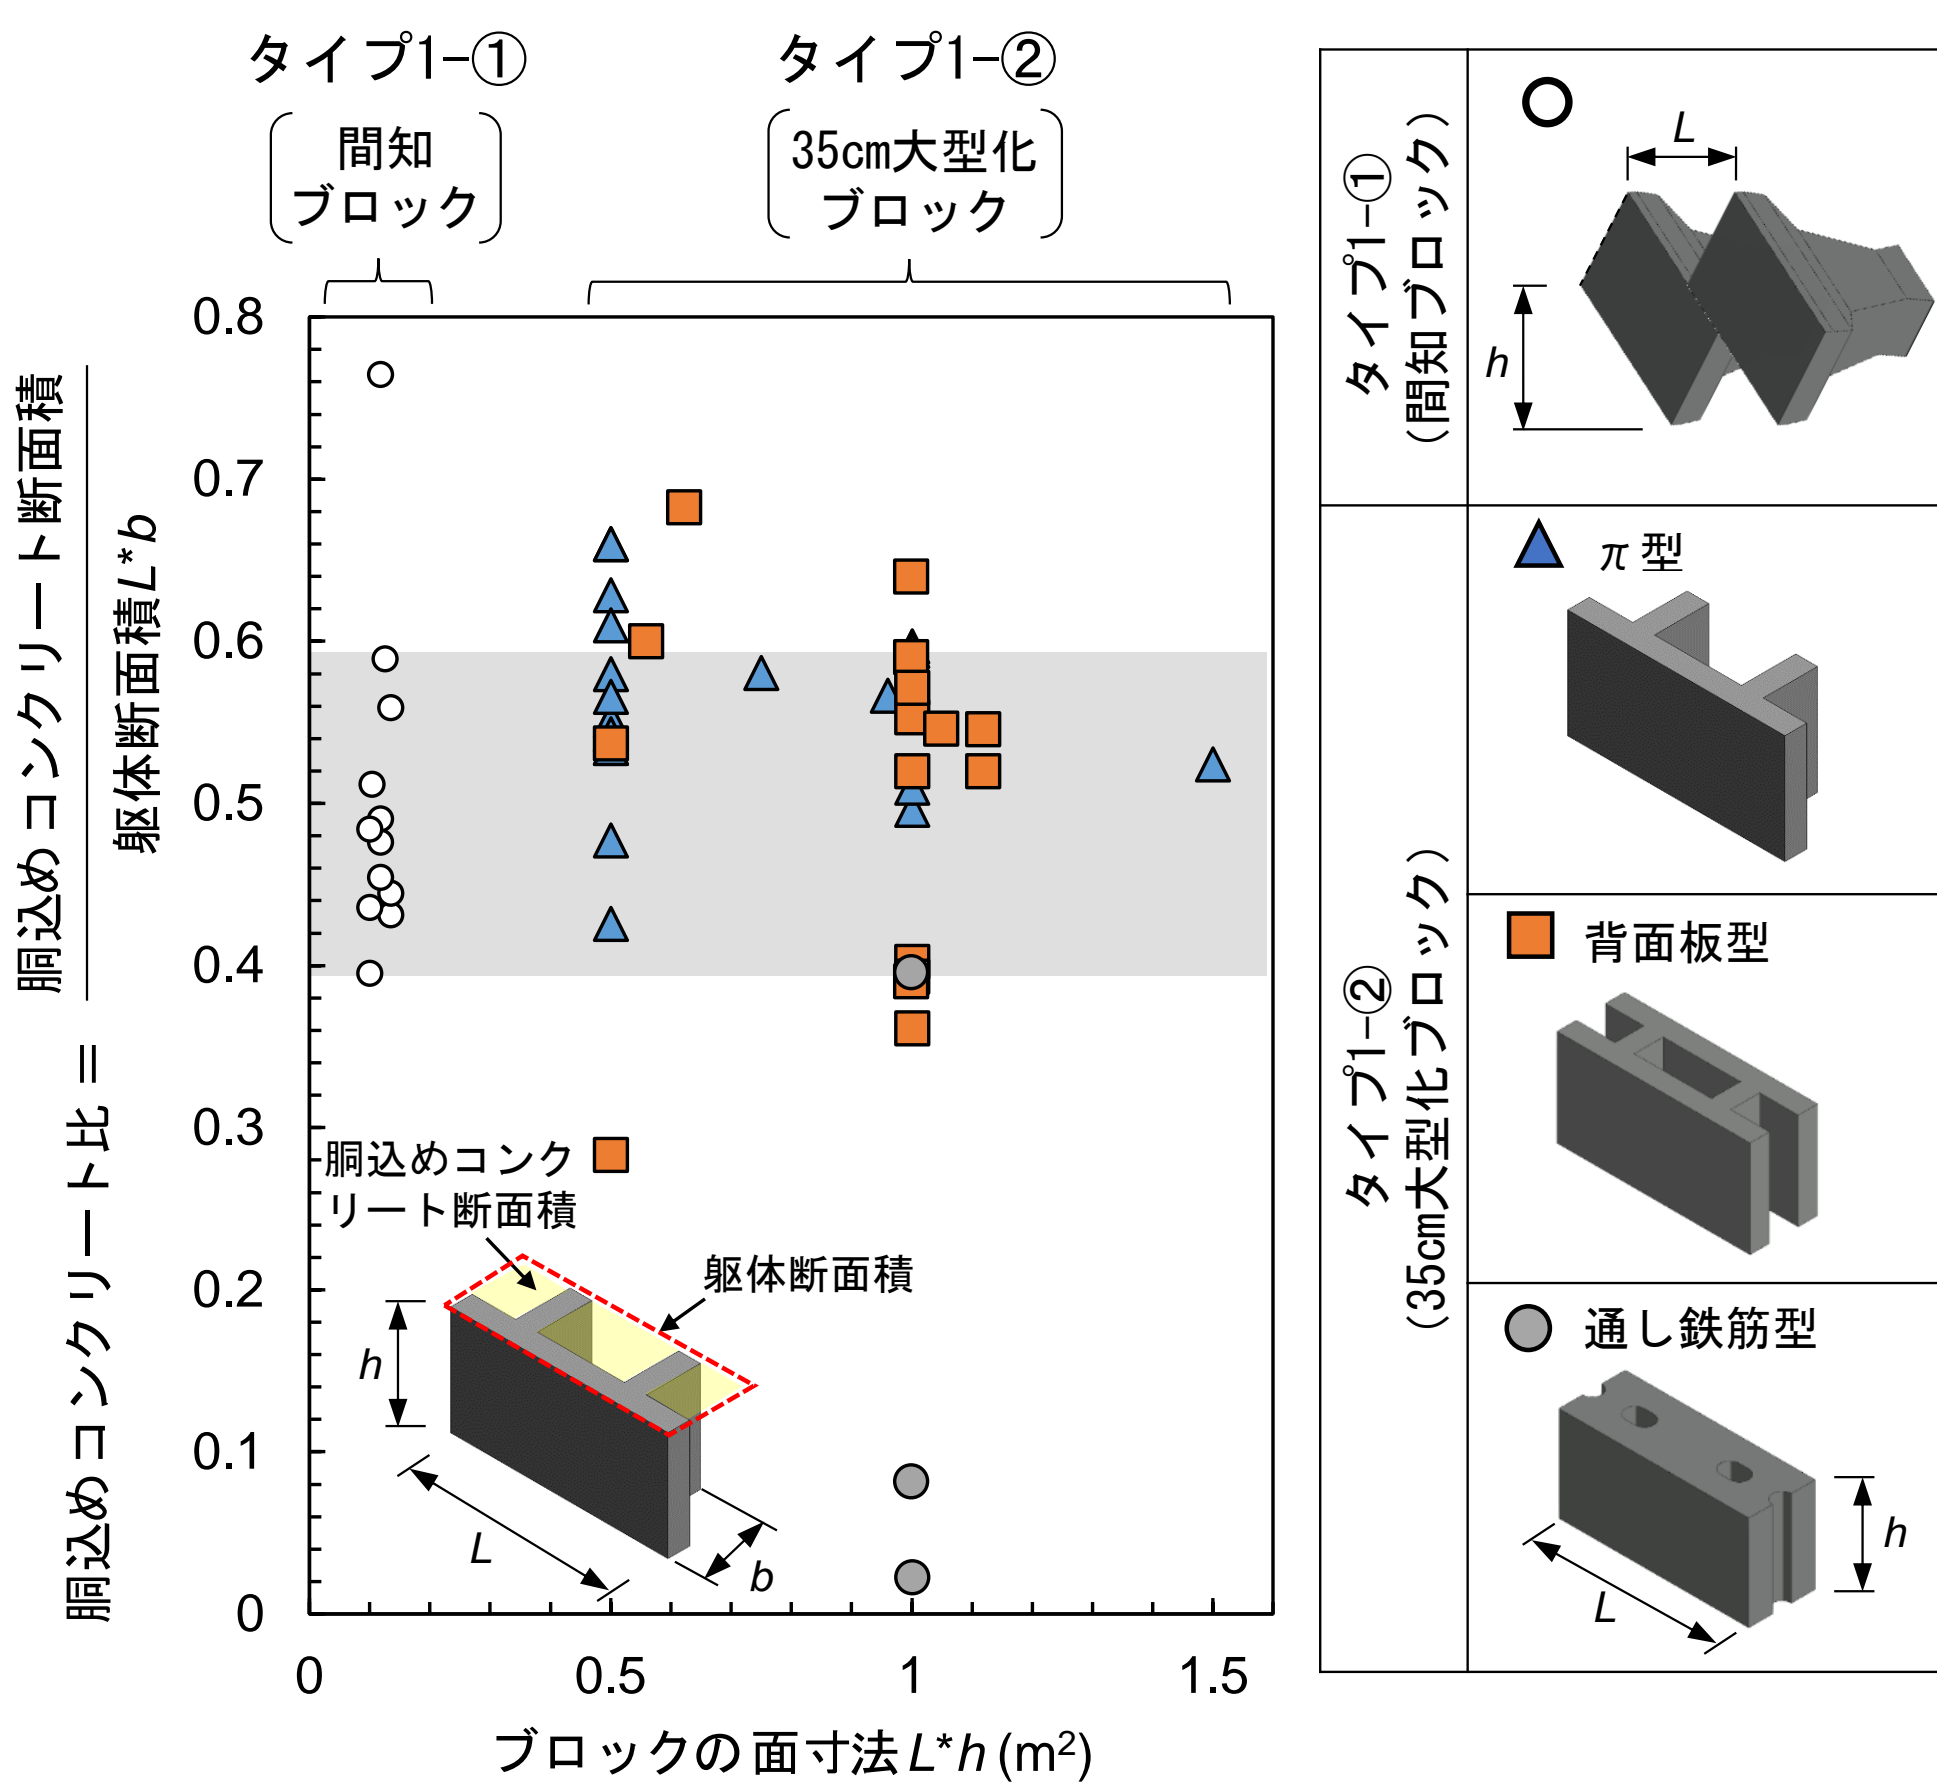 タイプ1-①
間知
ブロック
タイプ1-②
35cm大型化
ブロック
胴込めコンクリート比 =
胴込めコンクリート断面積
躯体断面積L*b
0.8
0.7
0.6
0.5
0.4
0.3
0.2
0.1
0
0
0.5
1
1.5
ブロックの面寸法 L*h (m²)
胴込めコンク
リート断面積
躯体断面積
h
L
b
タイプ1-①
(間知ブロック)
L
h
タイプ1-②
(35cm大型化ブロック)
π型
背面板型
通し鉄筋型
h
L